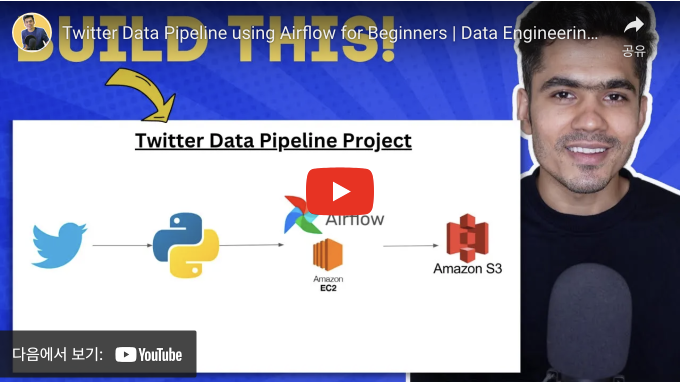 BUILD THIS!
Twitter Data Pipeline using Airflow for Beginners | Data Engineerin...
공유
Twitter Data Pipeline Project
Airflow
Amazon
EC2
Amazon S3
다음에서 보기: YouTube